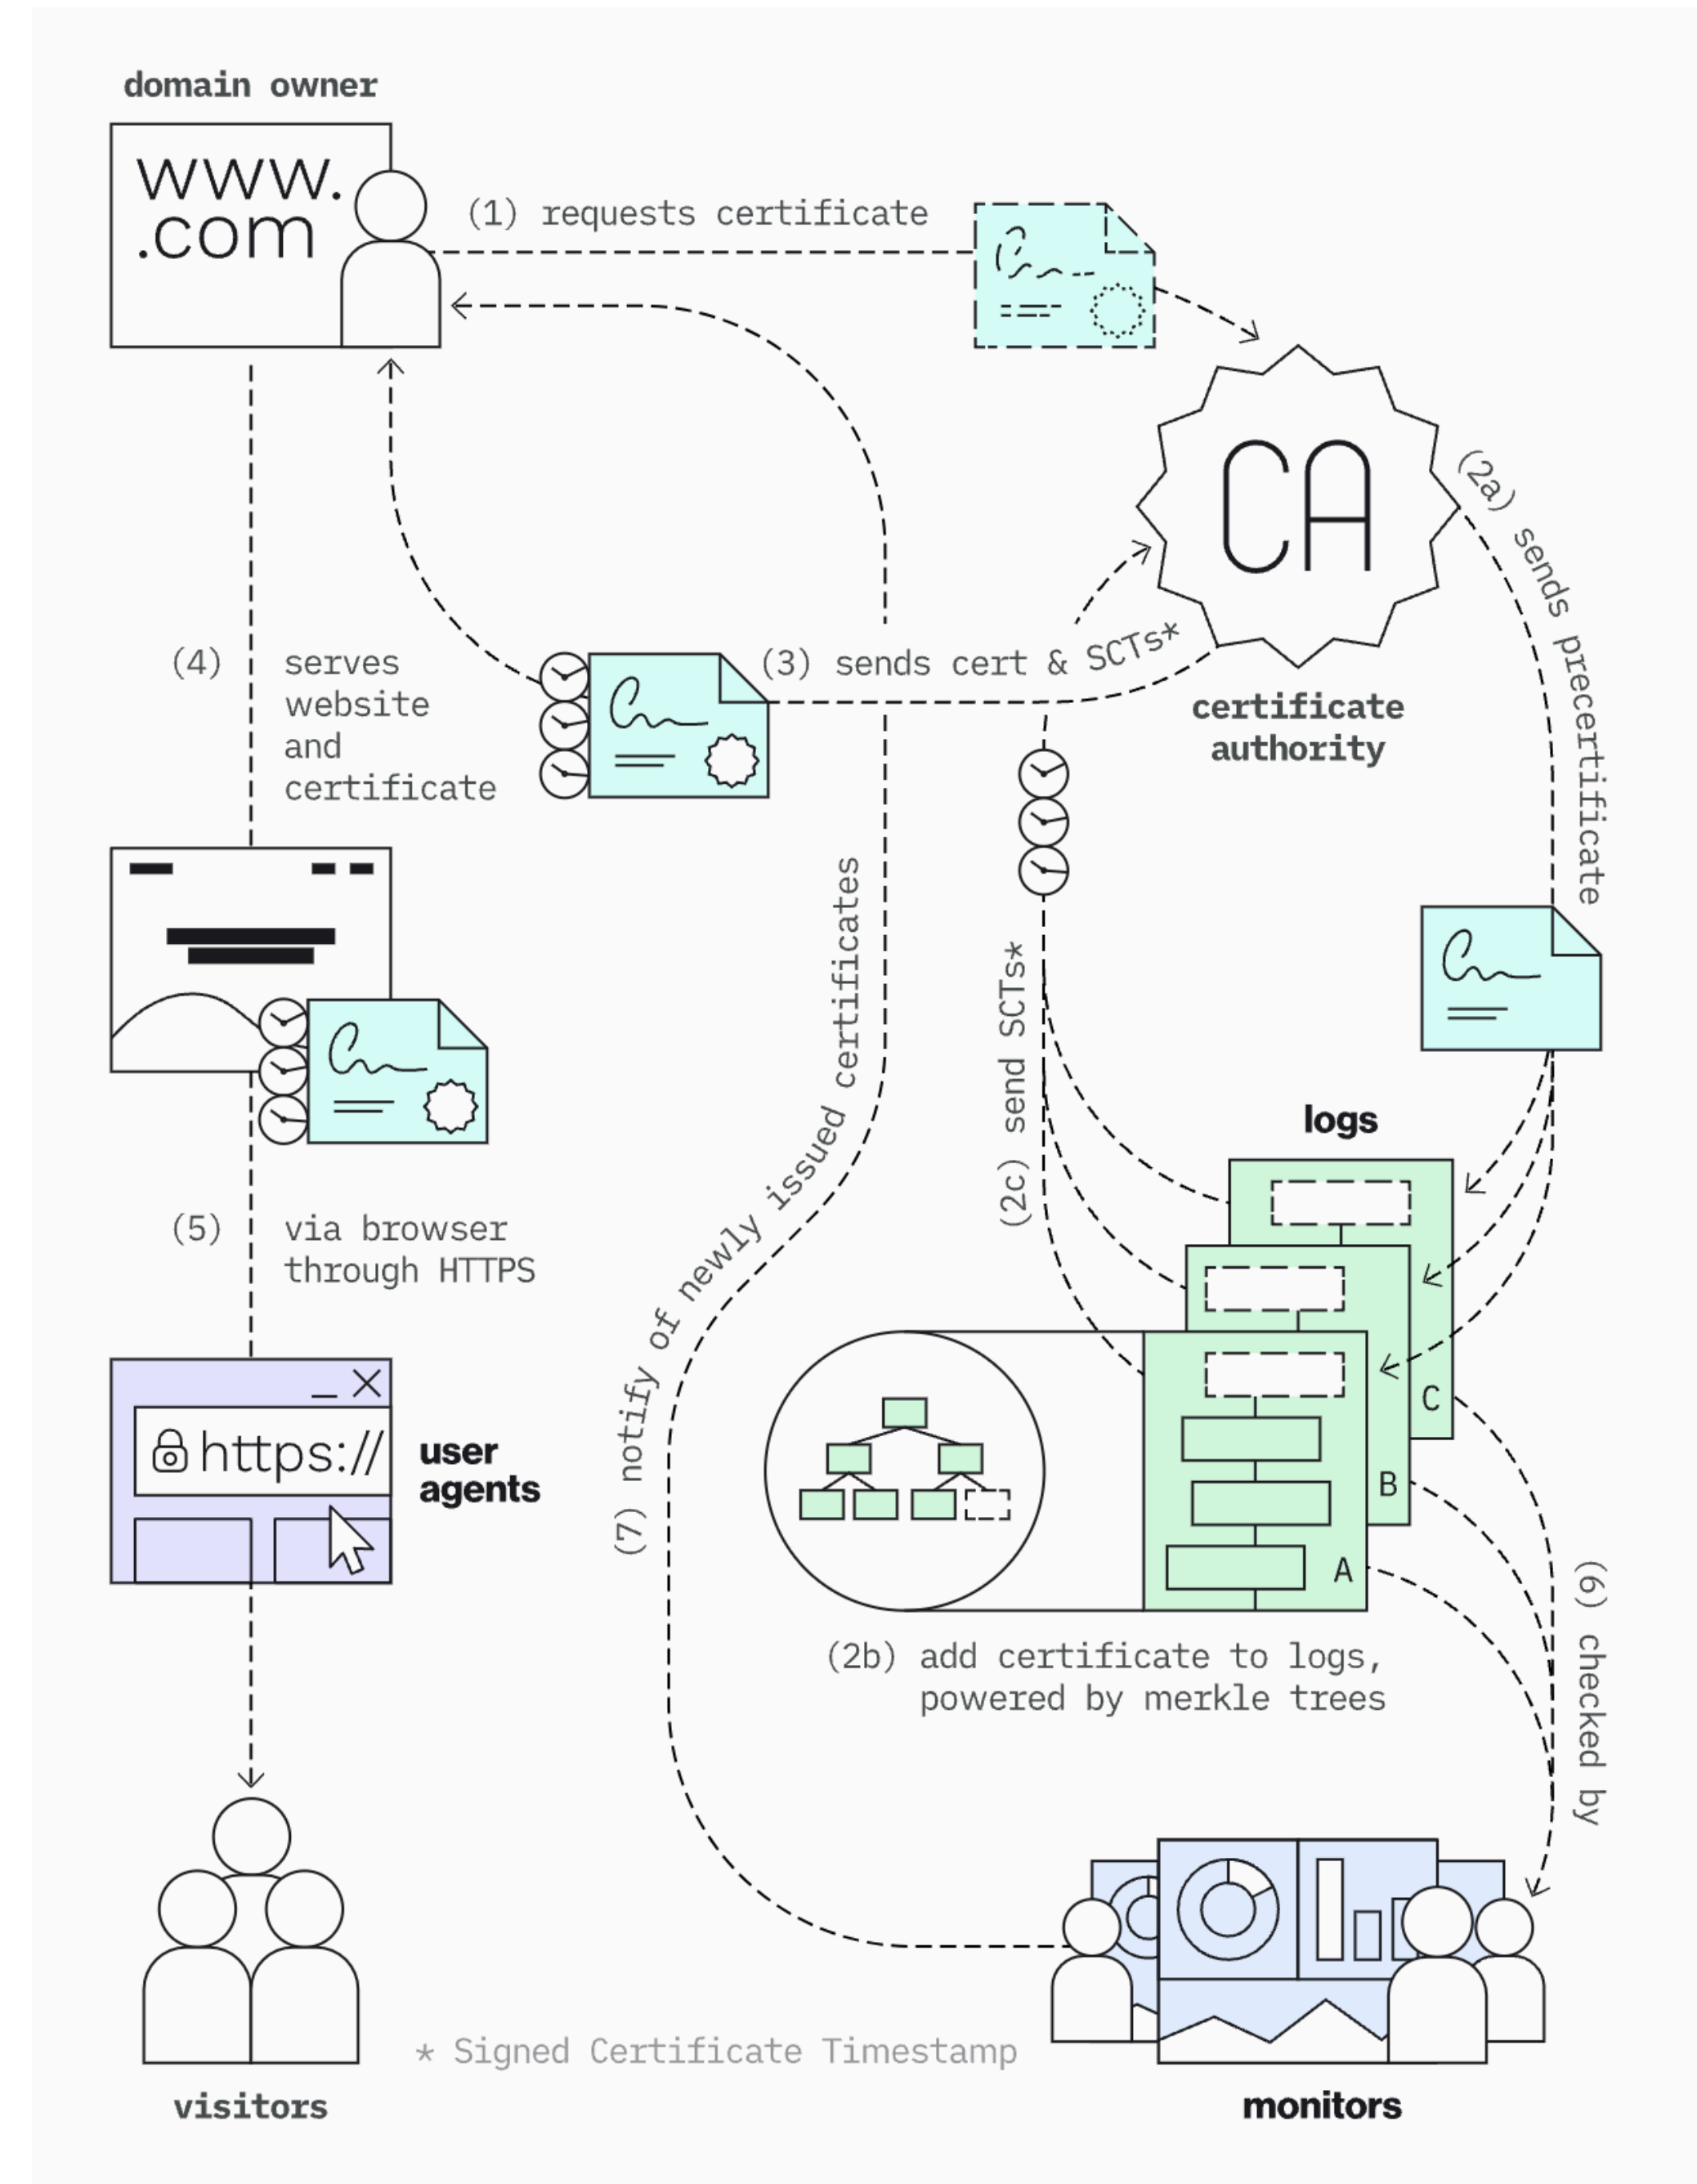 domain owner
www.
.com
(1) requests certificate
CA
certificate
authority
(2a) sends precertificate
(3) sends cert & SCTs*
(4) serves
website
and
certificate
(2c) send SCTs*
logs
C
B
A
(2b) add certificate to logs,
powered by merkle trees
(5) via browser
through HTTPS
https://
user
agents
(6) checked by
(7) notify of newly issued certificates
* Signed Certificate Timestamp
visitors
monitors